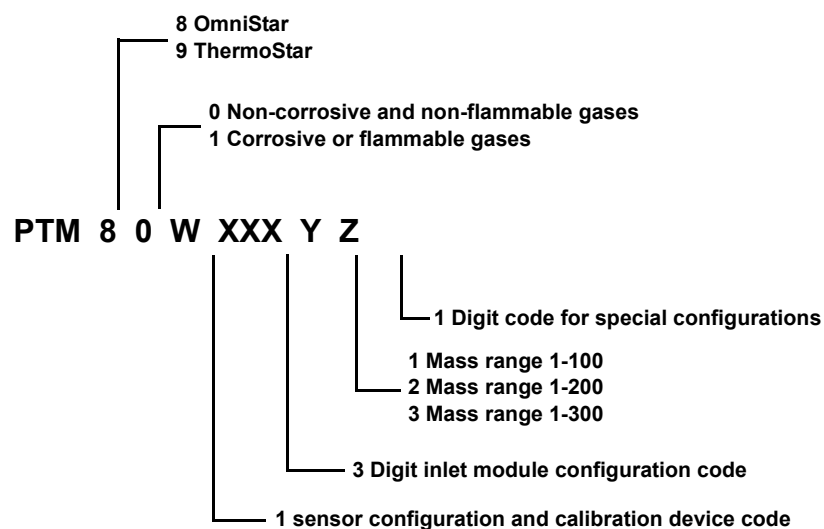 8 OmniStar
9 ThermoStar
0 Non-corrosive and non-flammable gases
1 Corrosive or flammable gases
PTM 8 0 W XXX Y Z
1 Digit code for special configurations
1 Mass range 1-100
2 Mass range 1-200
3 Mass range 1-300
3 Digit inlet module configuration code
1 sensor configuration and calibration device code